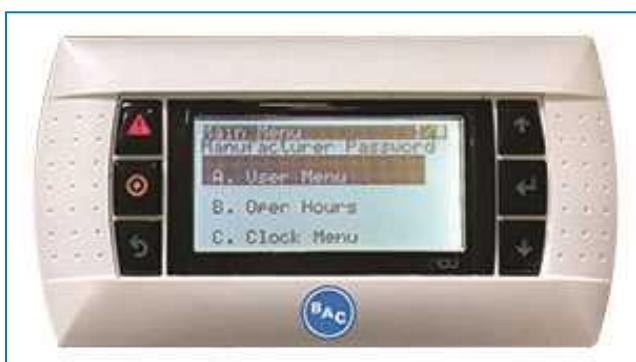 Main Menu
Manufacturer Password
A. User Menu
B. Oper Hours
C. Clock Menu
BAC